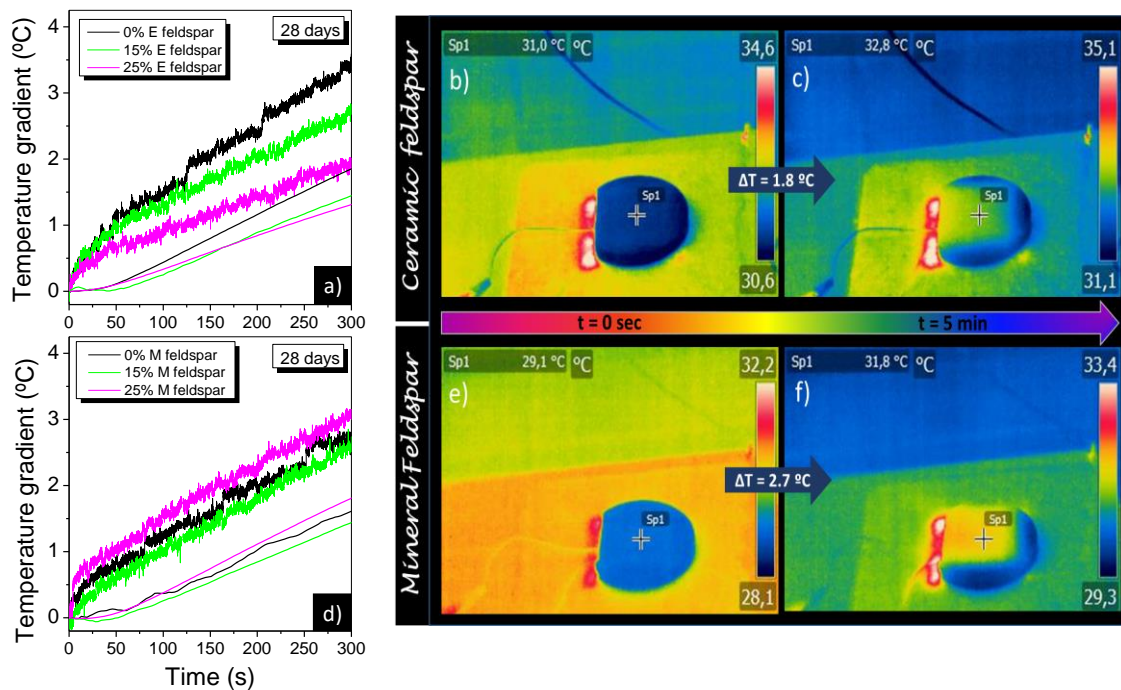 Temperature gradient (ºC)
4
3
2
1
0
0% E feldspar
15% E feldspar
25% E feldspar
28 days
a)
0 50 100 150 200 250 300
Temperature gradient (ºC)
4
3
2
1
0
0% M feldspar
15% M feldspar
25% M feldspar
28 days
d)
0 50 100 150 200 250 300
Time (s)
Ceramic feldspar
Sp1 31,0 °C ºC 34,6
b)
Sp1
30,6
ΔT = 1.8 ºC
Sp1 32,8 °C ºC 35,1
c)
Sp1
31,1
t = 0 sec t = 5 min
Mineral Feldspar
Sp1 29,1 °C °C 32,2
e)
Sp1
28,1
ΔT = 2.7 ºC
Sp1 31,8 °C ºC 33,4
f)
Sp1
29,3